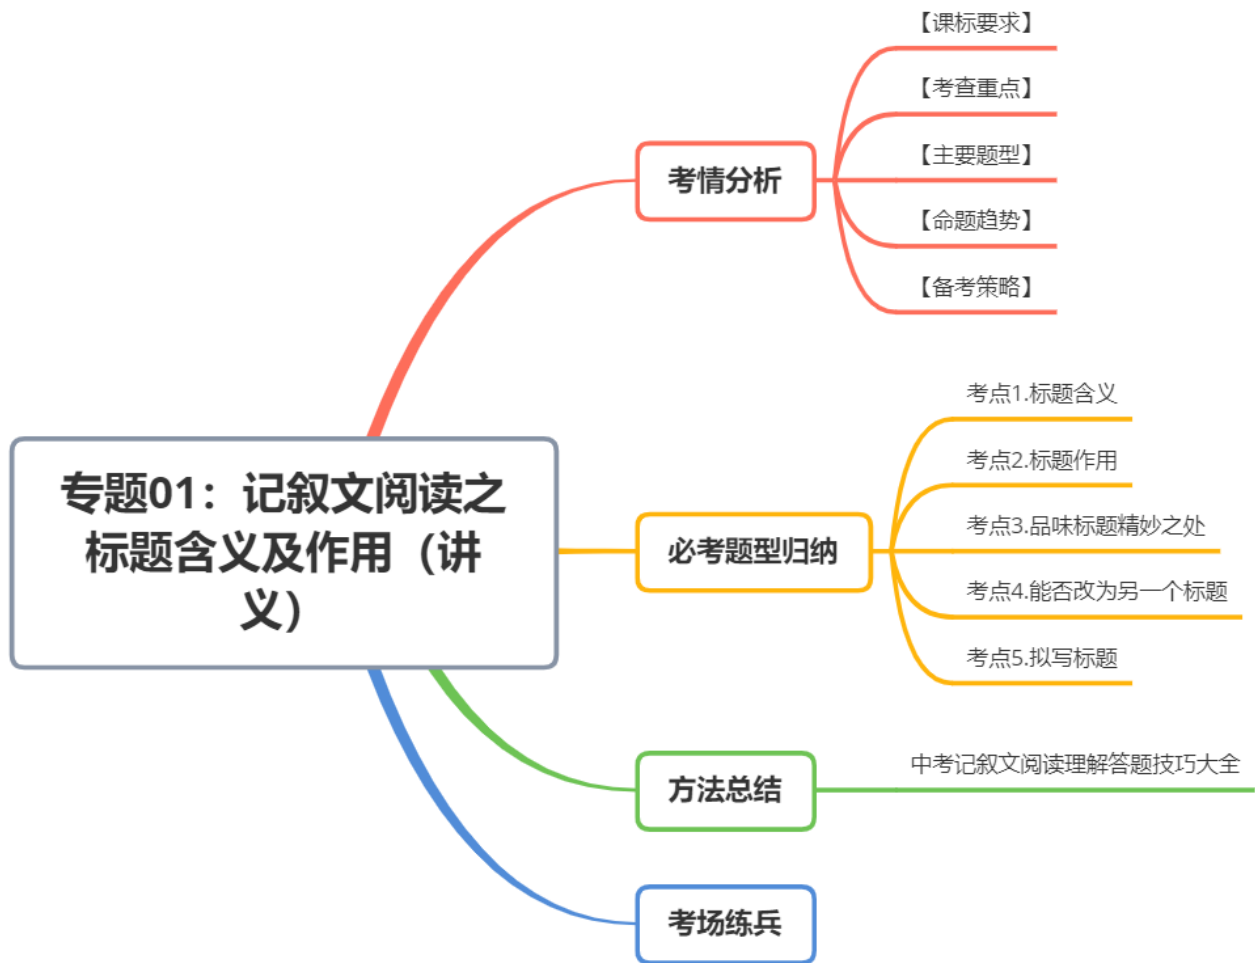 【课标要求】
【考查重点】
【主要题型】
【命题趋势】
【备考策略】
考情分析
专题01：记叙文阅读之
标题含义及作用（讲
义）
考点1.标题含义
考点2.标题作用
考点3.品味标题精妙之处
考点4.能否改为另一个标题
考点5.拟写标题
必考题型归纳
中考记叙文阅读理解答题技巧大全
方法总结
考场练兵